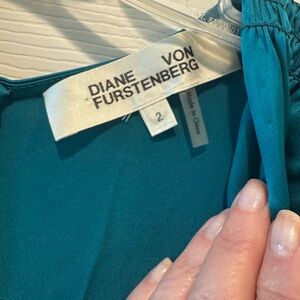 DIANE VON
FURSTENBERG
2
Made in China